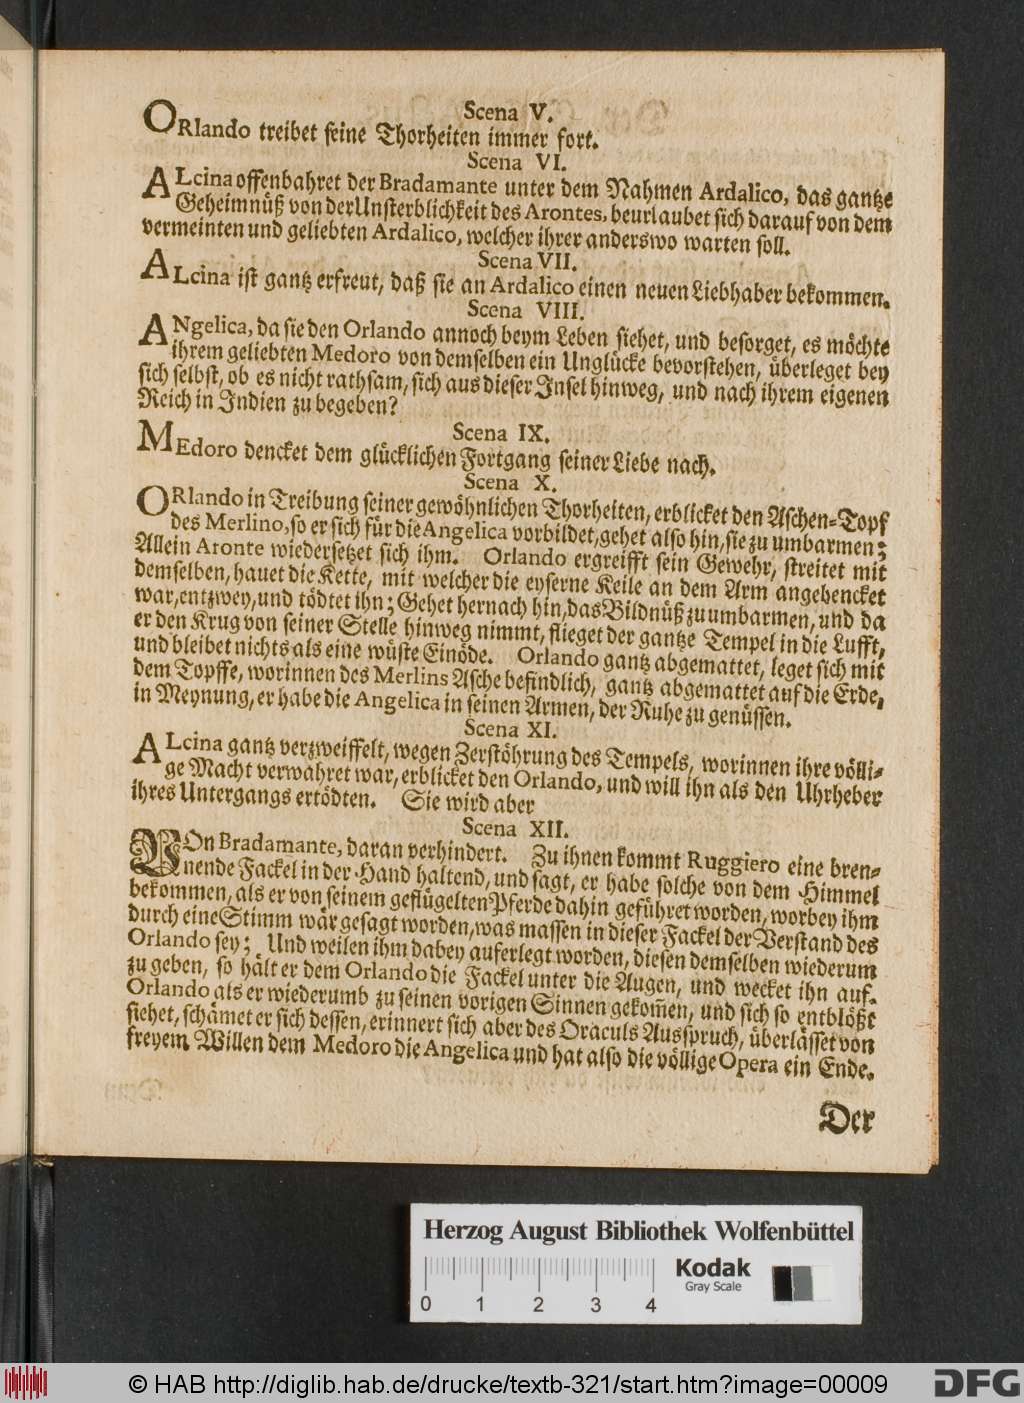 Scena V.
ORlando treibet seine Thorheiten immer fort.
Scena VI.
ALcina offenbahret der Bradamante unter dem Nahmen Ardalico, das gantze
Geheimnüß von der Unsterblichkeit des Arontes, beurlaubet sich darauf von dem
vermeinten und geliebten Ardalico, welcher ihrer anderswo warten soll.
Scena VII.
ALcina ist gantz erfreut, daß sie an Ardalico einen neuen Liebhaber bekommen.
Scena VIII.
ANgelica, da sie den Orlando annoch beym Leben siehet, und besorget, es möchte
ihrem geliebten Medoro von demselben ein Unglücke bevorstehen, überleget bey
sich selbst, ob es nicht rathsam, sich aus dieser Insel hinweg, und nach ihrem eigenen
Reich in Indien zu begeben?
Scena IX.
MEdoro dencket dem glücklichen Fortgang seiner Liebe nach.
Scena X.
ORlando in Treibung seiner gewöhnlichen Thorheiten, erblicket den Aschen-Topf
des Merlino, so er sich für die Angelica vorbildet, gehet also hin, sie zu umbarmen;
Allein Aronte wiedersetzet sich ihm. Orlando ergreifft sein Gewehr, streitet mit
demselben, hauet die Kette, mit welcher die eyserne Keile an dem Arm angehencket
war, entzwey, und tödtet ihn; Gehet hernach hin, das Bildnüß zu umbarmen, und da
er den Krug von seiner Stelle hinweg nimmt, flieget der gantze Tempel in die Lufft,
und bleibet nichts als eine wüste Einöde. Orlando gantz abgemattet, leget sich mit
dem Topffe, worinnen des Merlins Asche befindlich, gantz abgemattet auf die Erde,
in Meynung, er habe die Angelica in seinen Armen, der Ruhe zu genüssen.
Scena XI.
ALcina gantz verzweiffelt, wegen Zerstöhrung des Tempels, worinnen ihre völli-
ge Macht verwahret war, erblicket den Orlando, und will ihn als den Uhrheber
ihres Untergangs ertödten. Sie wird aber
Scena XII.
VOn Bradamante, daran verhindert. Zu ihnen kommt Ruggiero eine bren-
nende Fackel in der Hand haltend, und sagt, er habe solche von dem Himmel
bekommen, als er von seinem geflügelten Pferde dahin geführet worden, worbey ihm
durch eine Stimm wär gesagt worden, was massen in dieser Fackel der Verstand des
Orlando sey; Und weilen ihm dabey auferlegt worden, diesen demselben wiederum
zu geben, so hält er dem Orlando die Fackel unter die Augen, und wecket ihn auf.
Orlando als er wiederumb zu seinen vorigen Sinnen gekom̃en, und sich so entblößt
siehet, schämet er sich dessen, erinnert sich aber des Oraculs Ausspruch, überlässet von
freyem Willen dem Medoro die Angelica und hat also die völlige Opera ein Ende.
Der
Herzog August Bibliothek Wolfenbüttel
Kodak
Gray Scale
0 1 2 3 4
© HAB http://diglib.hab.de/drucke/textb-321/start.htm?image=00009
DFG